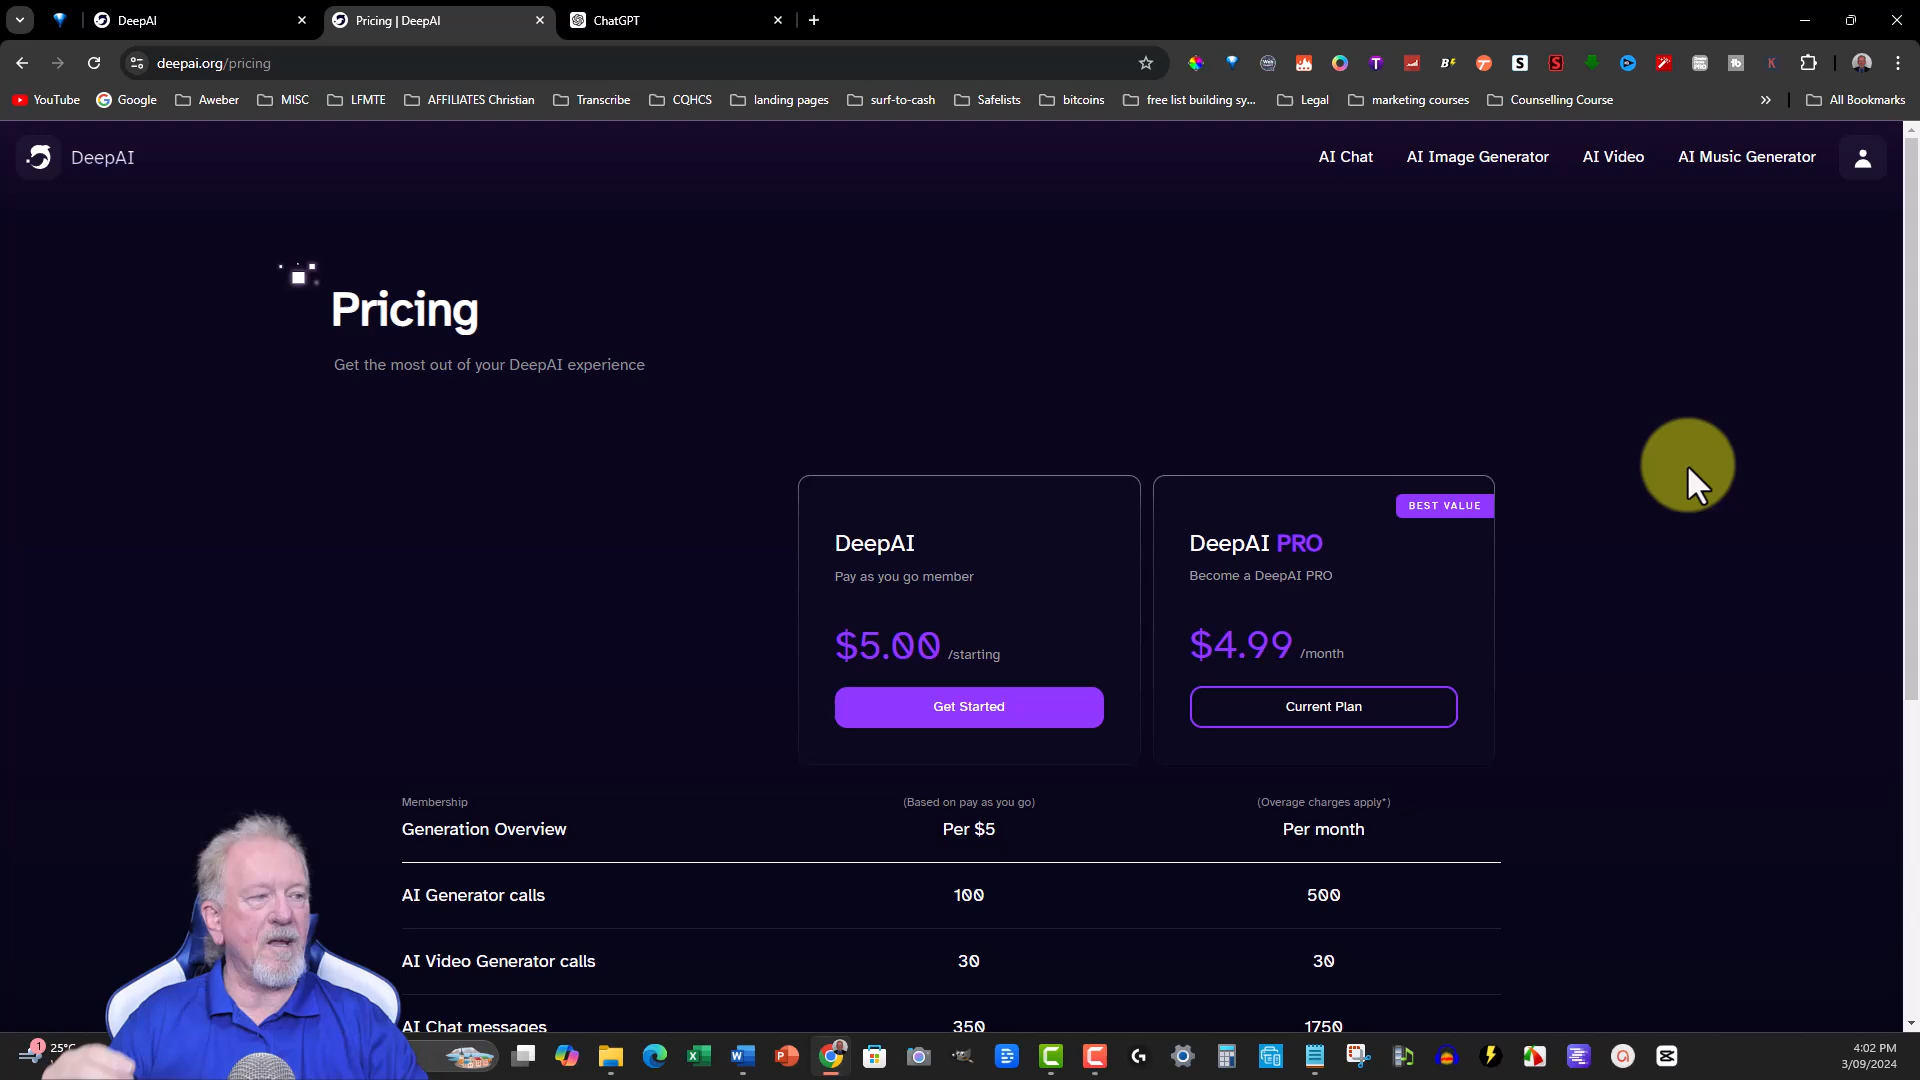 DeepAI
Pricing | DeepAI
ChatGPT
deepai.org/pricing
YouTube
Google
Aweber
MISC
LFMTE
AFFILIATES Christian
Transcribe
CQHCS
landing pages
surf-to-cash
Safelists
bitcoins
free list building sy...
Legal
marketing courses
Counselling Course
All Bookmarks
DeepAI
AI Chat
AI Image Generator
AI Video
AI Music Generator
Pricing
Get the most out of your DeepAI experience
BEST VALUE
DeepAI
Pay as you go member
$5.00 /starting
Get Started
DeepAI PRO
Become a DeepAI PRO
$4.99 /month
Current Plan
Membership
(Based on pay as you go)
(Overage charges apply*)
Generation Overview
Per $5
Per month
AI Generator calls
100
500
AI Video Generator calls
30
30
AI Chat messages
350
1750
1
25°C
4:02 PM
3/09/2024